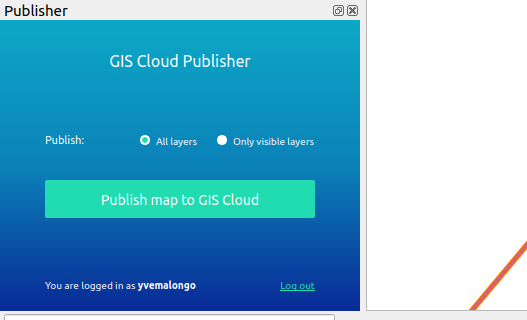 Publisher
GIS Cloud Publisher
Publish: All layers Only visible layers
Publish map to GIS Cloud
You are logged in as yvemalongo Log out